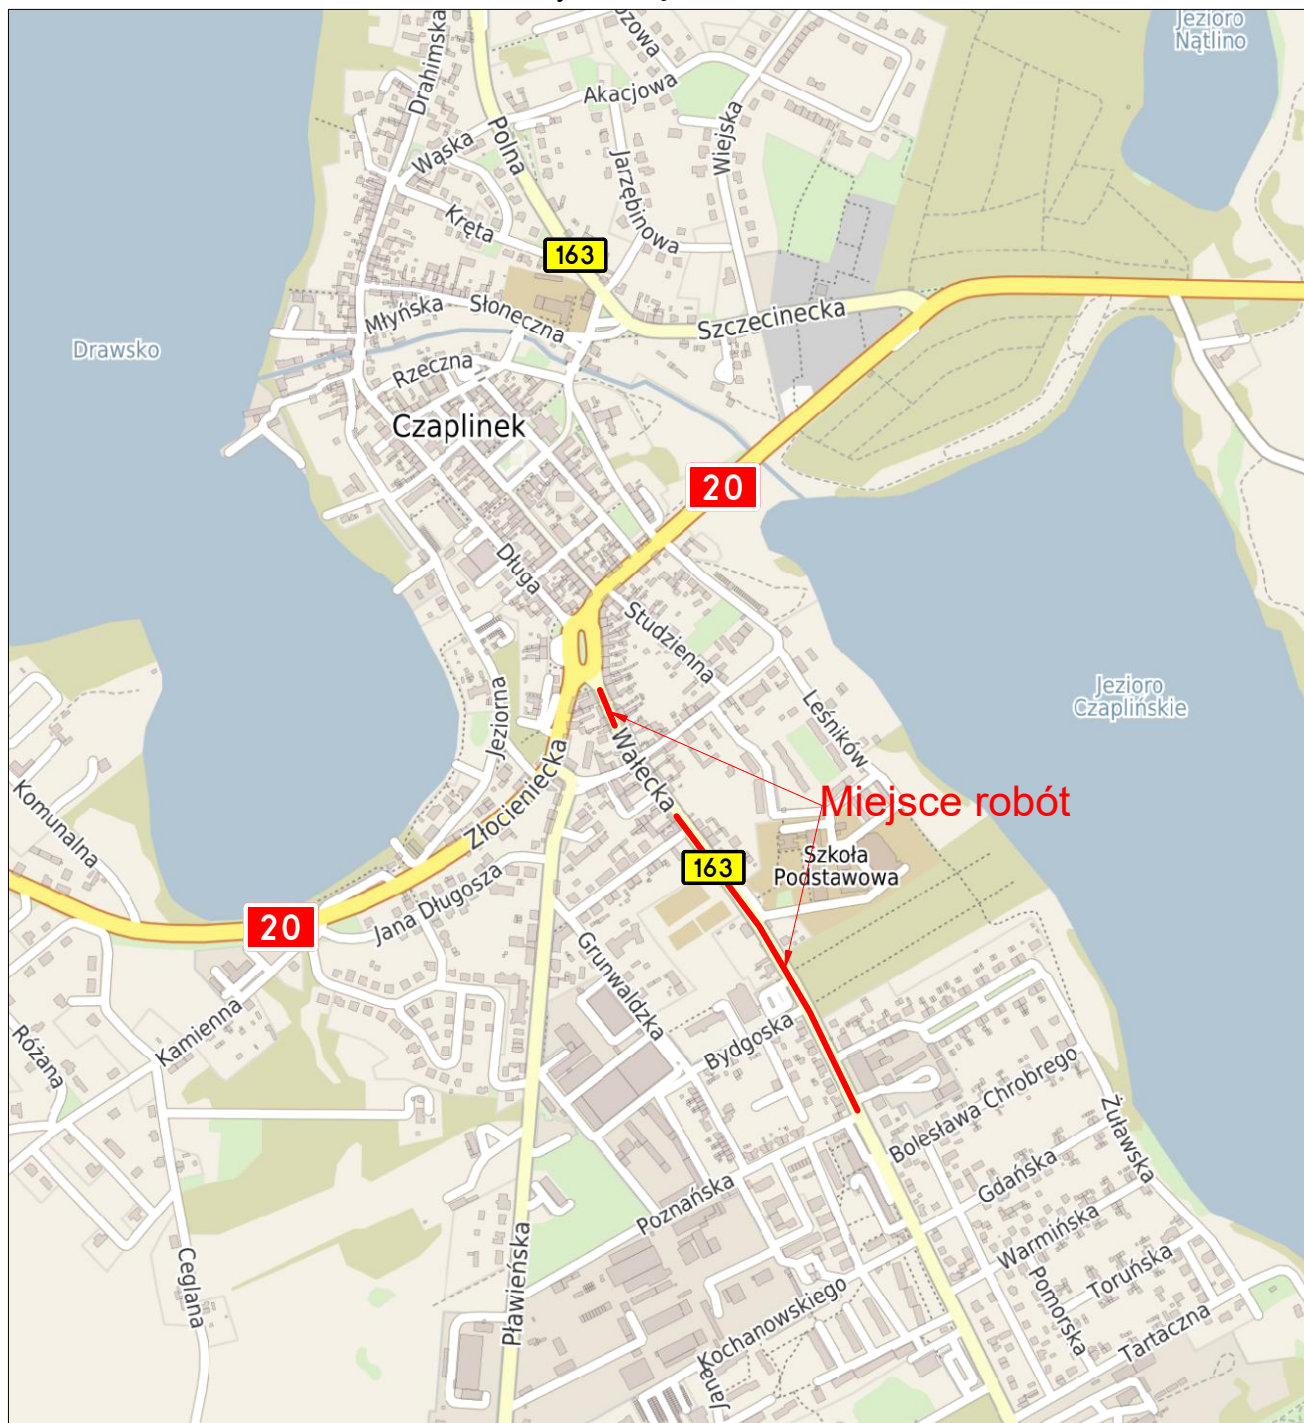 Jezioro
Nątlino
Drahimska
Akacjowa
Polna
Wąska
Wiejska
Jarzębinowa
Kręta
163
Młyńska
Słoneczna
Szczecinecka
Drawsko
Rzeczna
Czaplinek
20
Długa
Studzienna
Jezioro
Czaplińskie
Jeziorna
Leśników
Wałecka
Złocieniecka
Komunalna
Miejsce robót
163
Szkoła
Podstawowa
20
Jana Długosza
Grunwaldzka
Kamienna
Różana
Bydgoska
Bolesława Chrobrego
Żuławska
Gdańska
Poznańska
Warmińska
Pławieńska
Toruńska
Ceglana
Pomorska
Kochanowskiego
Tartaczna
Jana